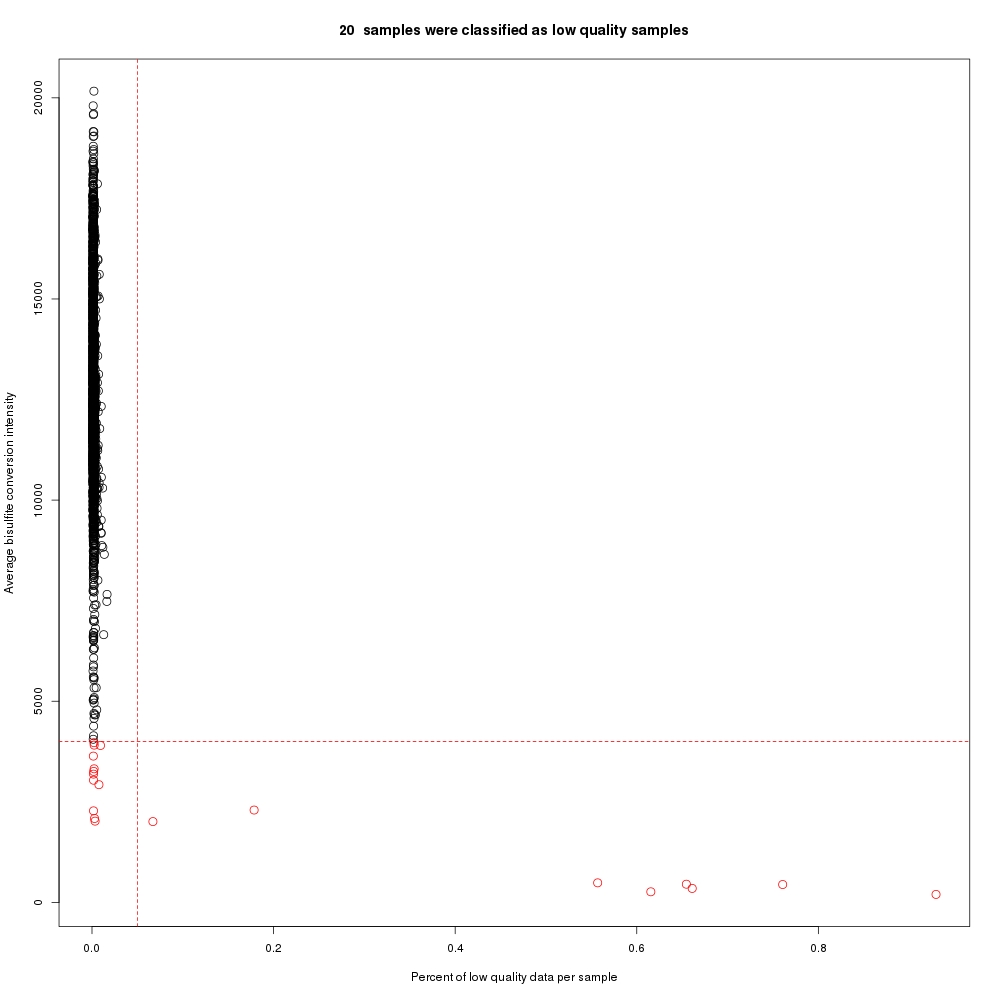 20  samples were classified as low quality samples
Average bisulfite conversion intensity
20000
15000
10000
5000
0
0.0 0.2 0.4 0.6 0.8
Percent of low quality data per sample